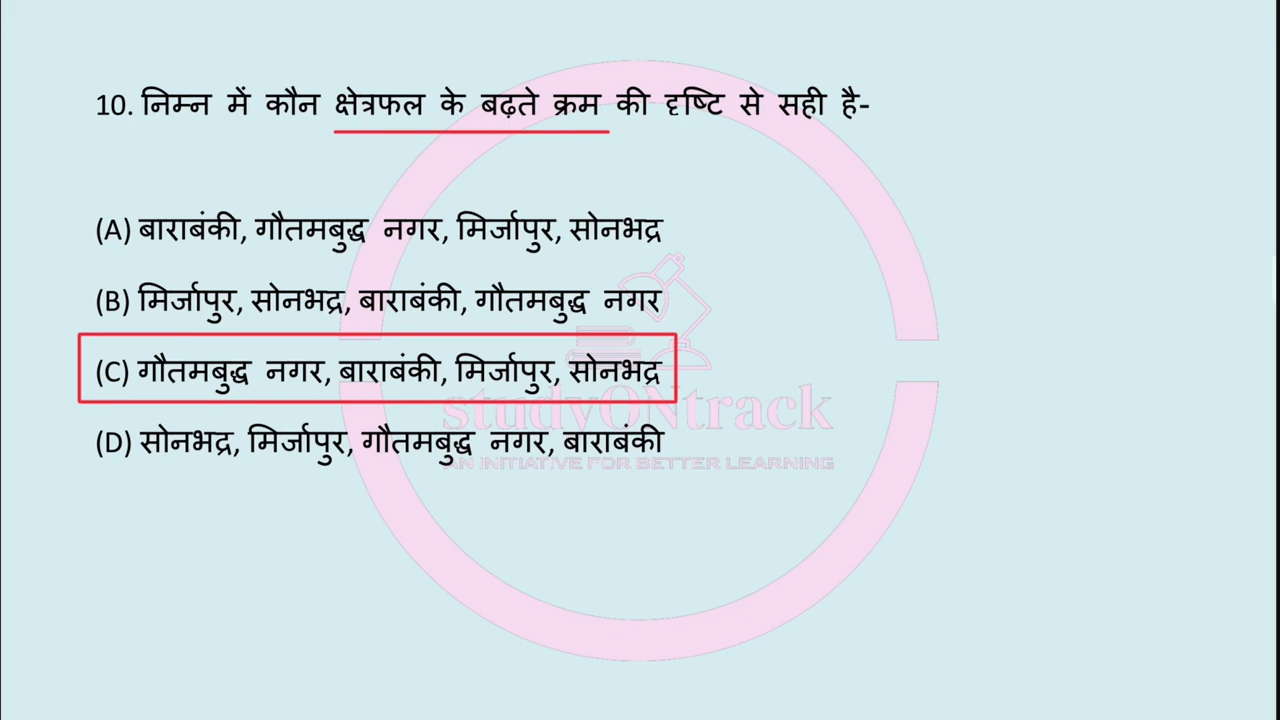 10. निम्न में कौन क्षेत्रफल के बढ़ते क्रम की दृष्टि से सही है-
(A) बाराबंकी, गौतमबुद्ध नगर, मिर्जापुर, सोनभद्र
(B) मिर्जापुर, सोनभद्र, बाराबंकी, गौतमबुद्ध नगर
(C) गौतमबुद्ध नगर, बाराबंकी, मिर्जापुर, सोनभद्र
studyONtrack
(D) सोनभद्र, मिर्जापुर, गौतमबुद्ध नगर, बाराबंकी
AN INITIATIVE FOR BETTER LEARNING